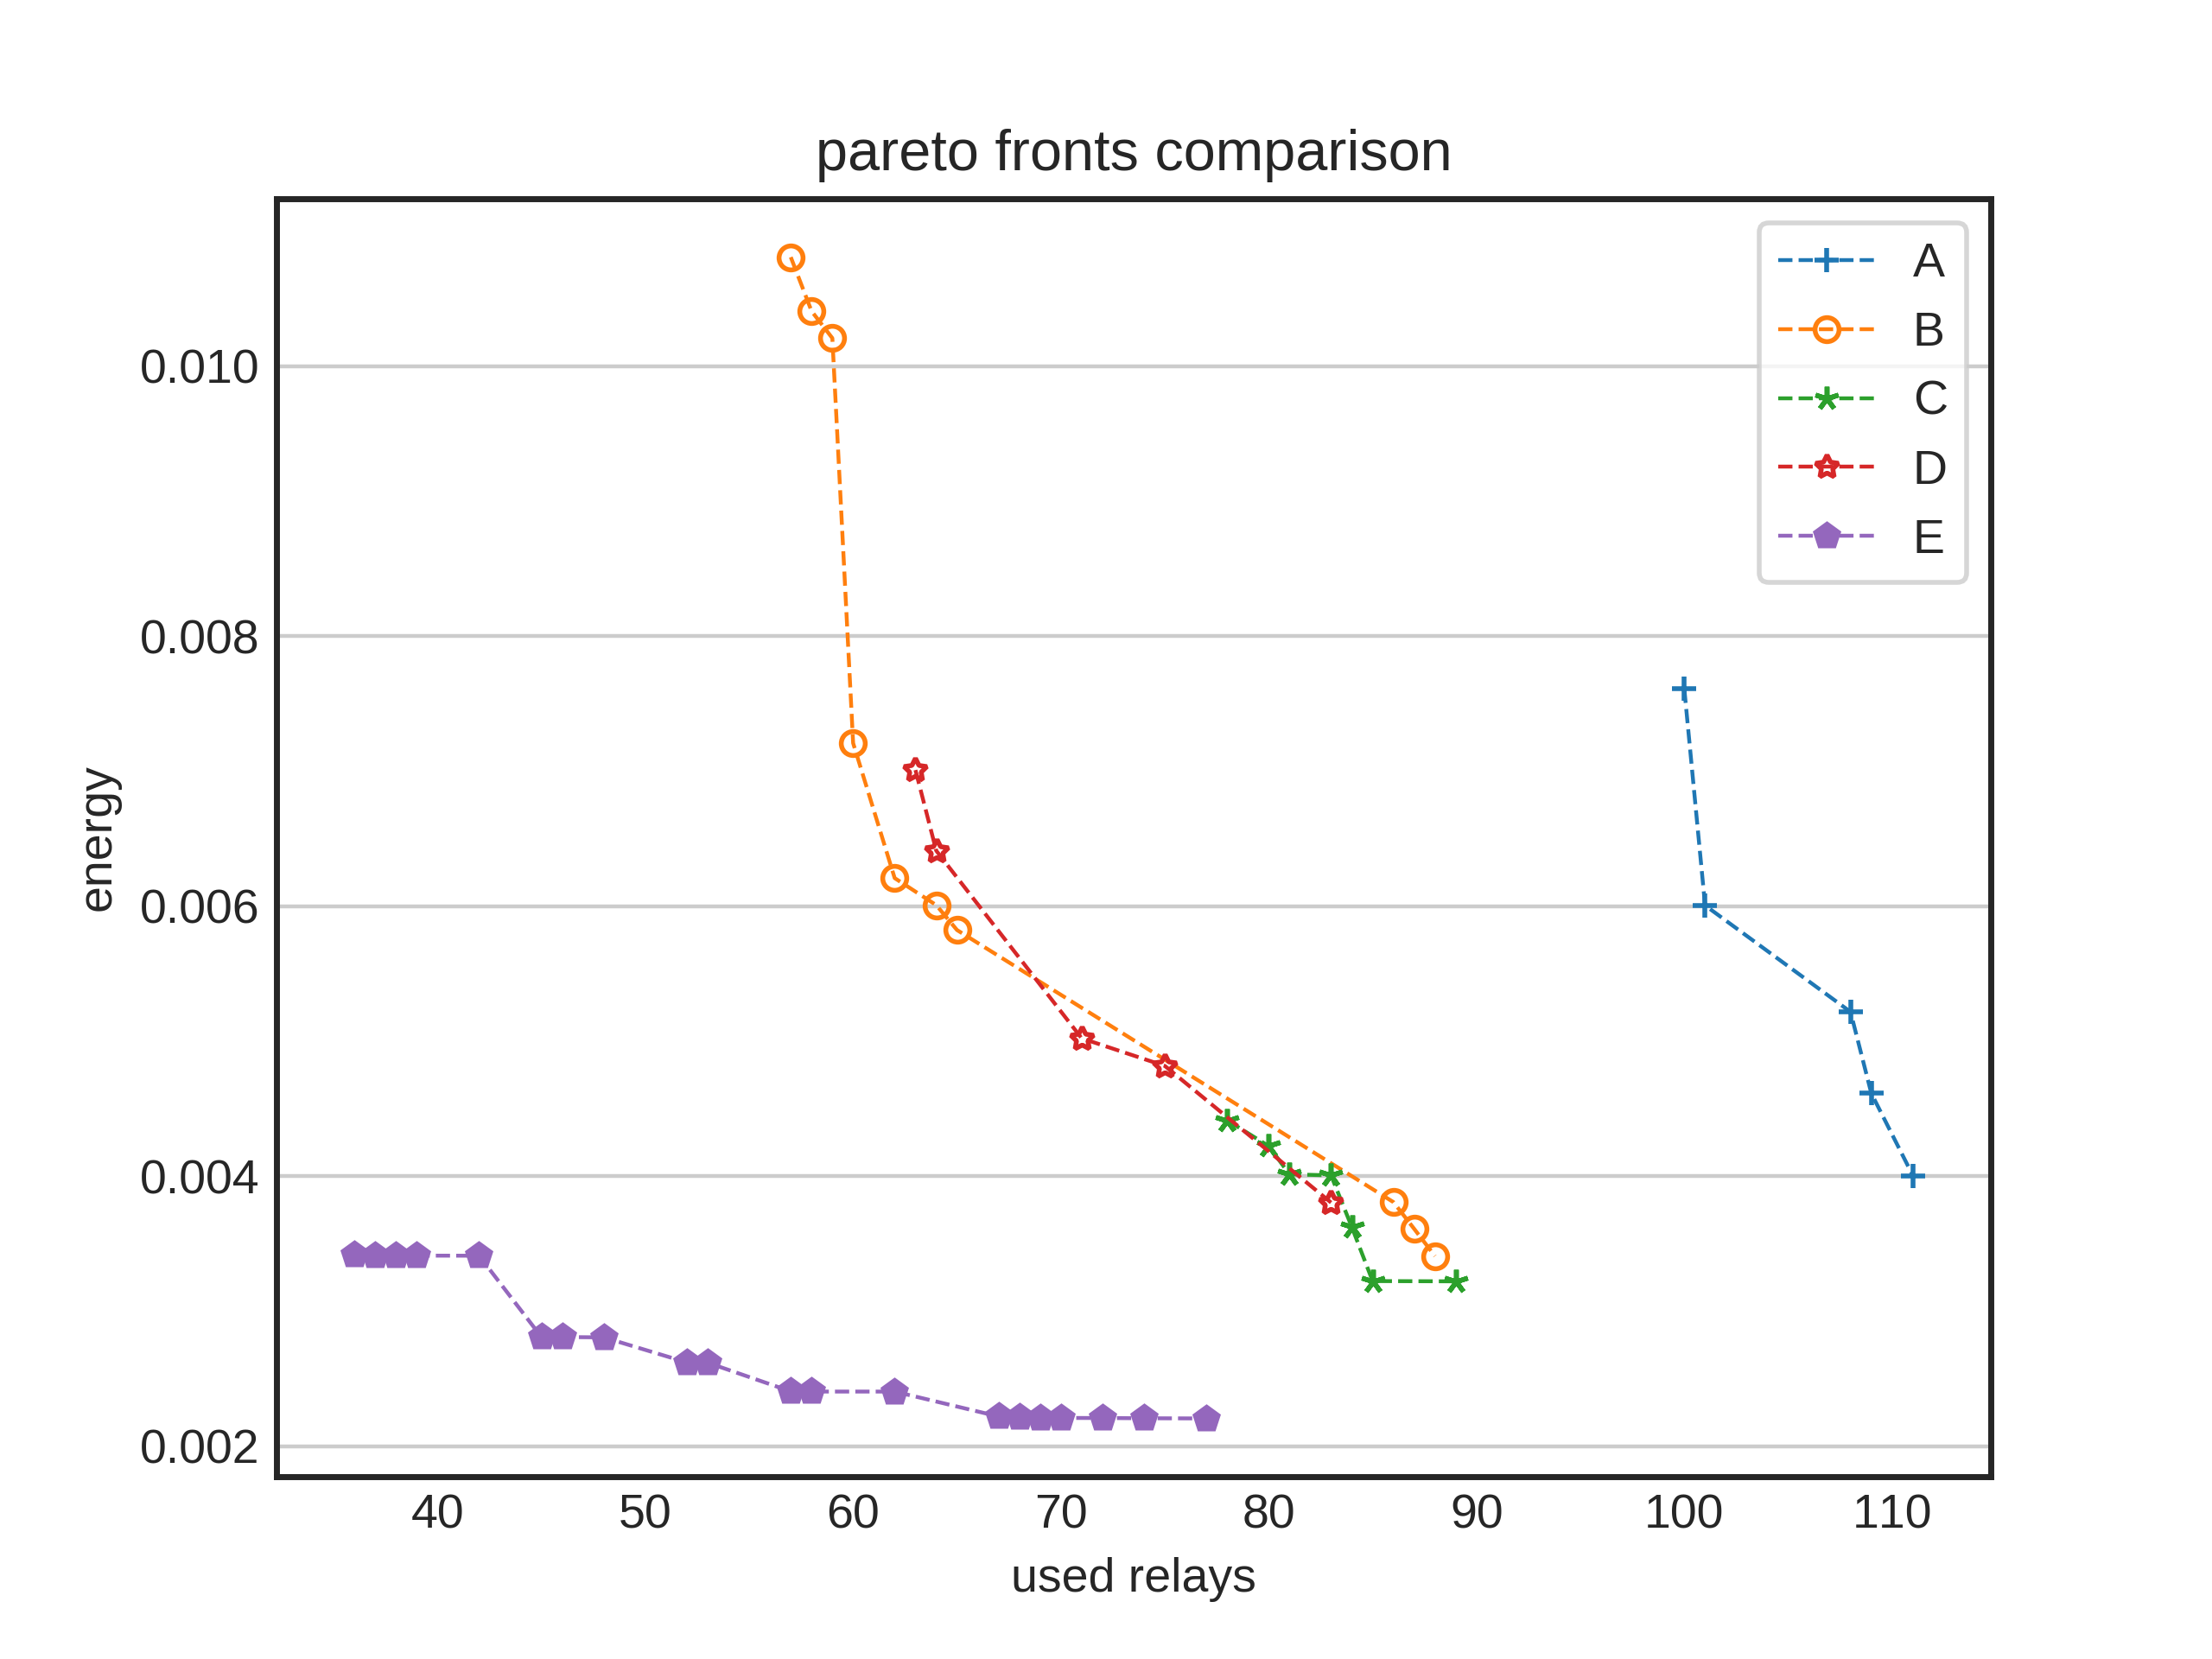 pareto fronts comparison
A
B
C
D
E
0.010
0.008
0.006
0.004
0.002
energy
40 50 60 70 80 90 100 110
used relays